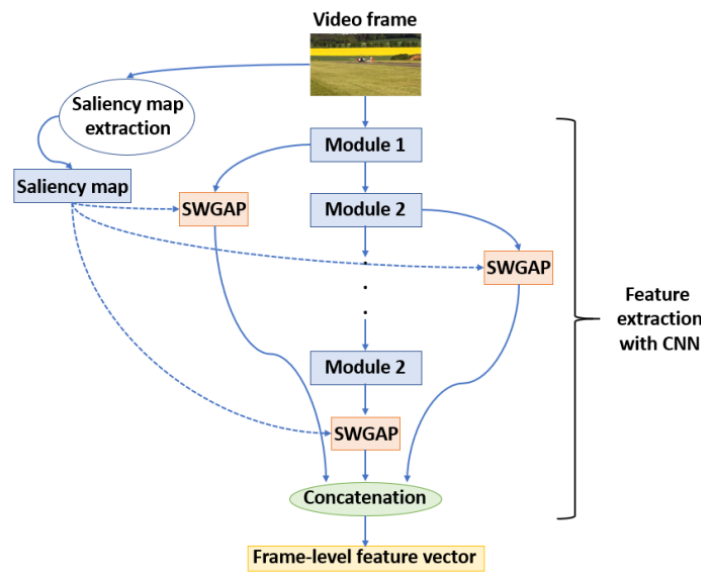 Video frame
Saliency map
extraction
Module 1
Saliency map
SWGAP
Module 2
SWGAP
Feature
extraction
with CNN
Module 2
SWGAP
Concatenation
Frame-level feature vector